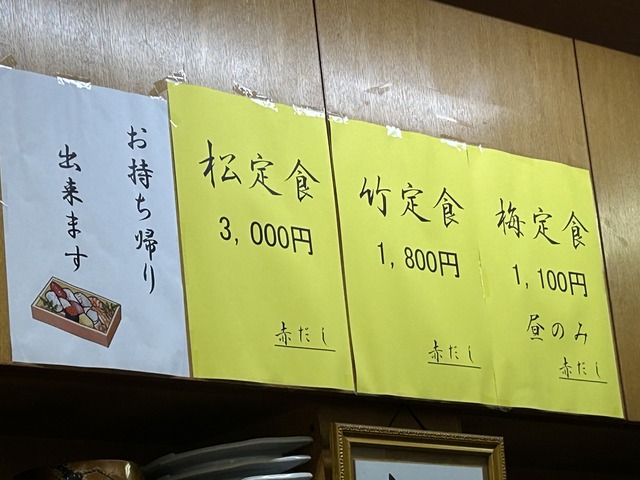 お持ち帰り
出来ます
松定食
3,000円
赤だし
竹定食
1,800円
赤だし
梅定食
1,100円
昼のみ
赤だし